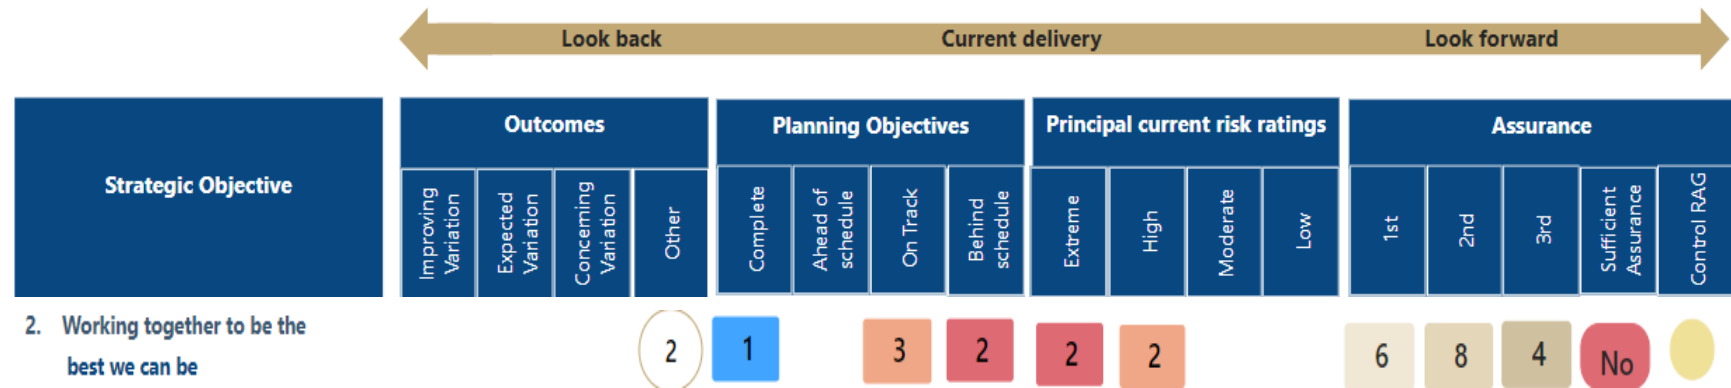 Look back Current delivery Look forward
Strategic Objective
Outcomes Planning Objectives Principal current risk ratings Assurance
Improving Variation
Expected Variation
Concerning Variation
Other
Complete
Ahead of schedule
On Track
Behind schedule
Extreme
High
Moderate
Low
1st
2nd
3rd
Sufficient Assurance
Control RAG
2. Working together to be the
best we can be
2 1 3 2 2 2 6 8 4 No